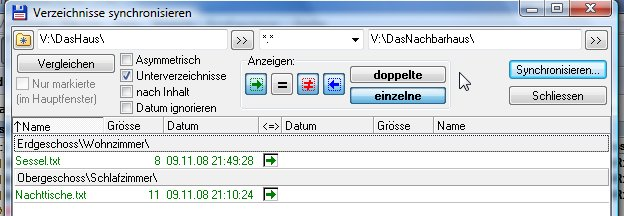 Verzeichnisse synchronisieren
V:\DasHaus\ >> *.* V:\DasNachbarhaus\ >>
Vergleichen
Asymmetrisch
Unterverzeichnisse
nach Inhalt
Datum ignorieren
Nur markierte
(im Hauptfenster)
Anzeigen:
=
doppelte
einzelne
Synchronisieren...
Schliessen
↑Name Grösse Datum <=> Datum Grösse Name
Erdgeschoss\Wohnzimmer\
Sessel.txt 8 09.11.08 21:49:28
Obergeschoss\Schlafzimmer\
Nachttische.txt 11 09.11.08 21:10:24